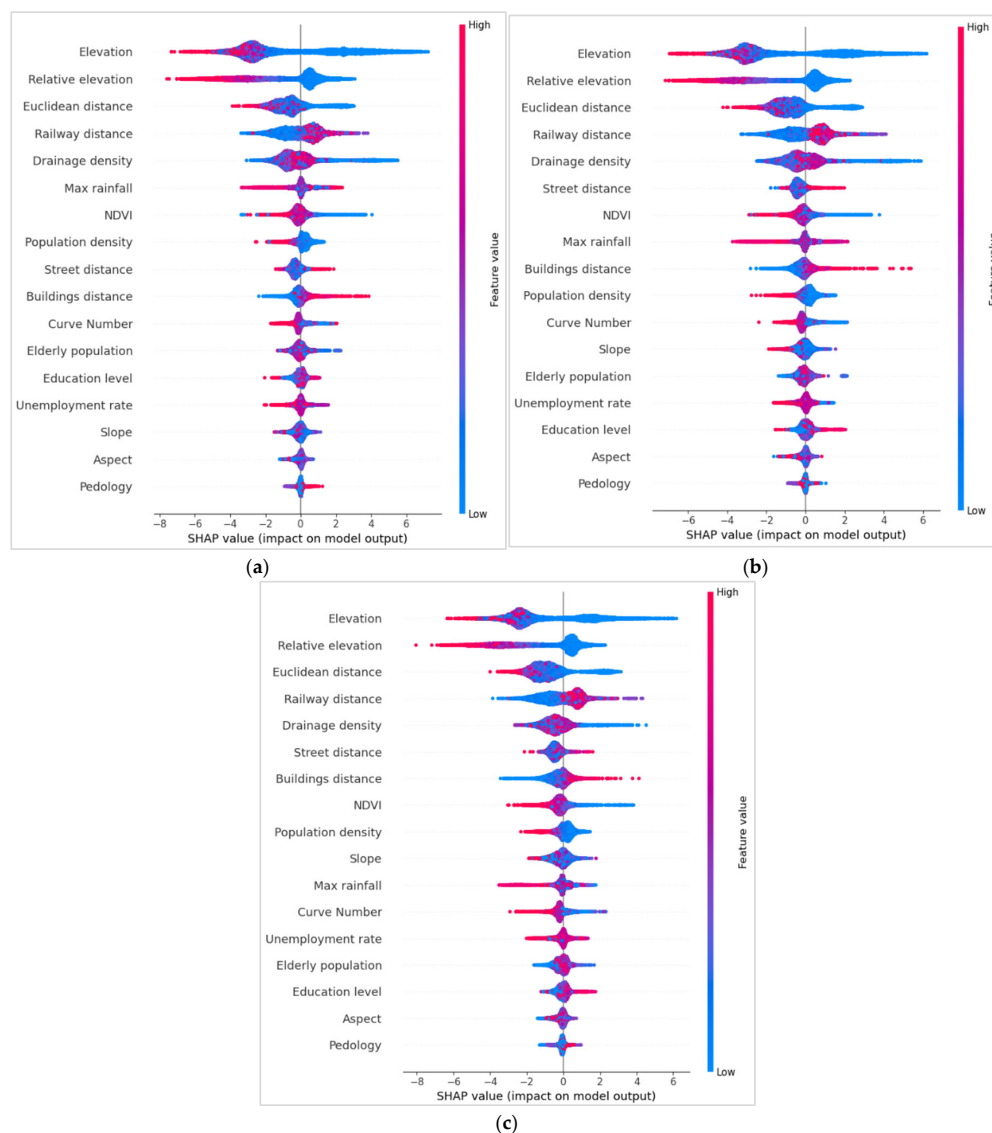 High
Elevation
Relative elevation
Euclidean distance
Railway distance
Drainage density
Max rainfall
NDVI
Population density
Street distance
Buildings distance
Curve Number
Elderly population
Education level
Unemployment rate
Slope
Aspect
Pedology
Feature value
Low
−8 −6 −4 −2 0 2 4 6
SHAP value (impact on model output)
(a)
High
Elevation
Relative elevation
Euclidean distance
Railway distance
Drainage density
Street distance
NDVI
Max rainfall
Buildings distance
Population density
Curve Number
Slope
Elderly population
Unemployment rate
Education level
Aspect
Pedology
Feature value
Low
−6 −4 −2 0 2 4 6
SHAP value (impact on model output)
(b)
High
Elevation
Relative elevation
Euclidean distance
Railway distance
Drainage density
Street distance
Buildings distance
NDVI
Population density
Slope
Max rainfall
Curve Number
Unemployment rate
Elderly population
Education level
Aspect
Pedology
Feature value
Low
−8 −6 −4 −2 0 2 4 6
SHAP value (impact on model output)
(c)